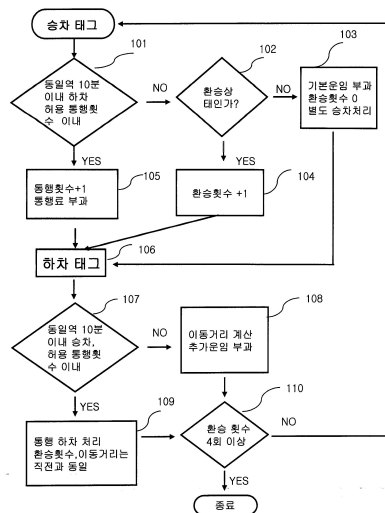 승차 태그
101
동일역 10분
이내 하차
허용 통행횟
수 이내
NO
102
환승상
태인가?
NO
103
기본운임 부과
환승횟수 0
별도 승차처리
YES
105
통행횟수+1
통행료 부과
YES
104
환승횟수 +1
하차 태그
106
107
동일역 10분
이내 승차,
허용 통행횟
수 이내
NO
108
이동거리 계산
추가운임 부과
YES
109
통행 하차 처리
환승횟수,이동거리는
직전과 동일
110
환승 횟수
4회 이상
NO
YES
종료